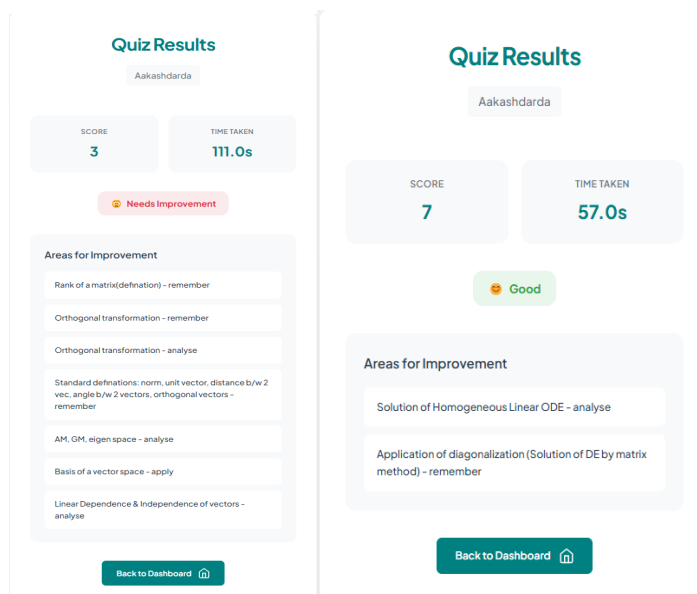 Quiz Results
Aakashdarda
SCORE
3
TIME TAKEN
111.0s
Needs Improvement
Areas for Improvement
Rank of a matrix(defination) - remember
Orthogonal transformation - remember
Orthogonal transformation - analyse
Standard definations: norm, unit vector, distance b/w 2
vec, angle b/w 2 vectors, orthogonal vectors -
remember
AM, GM, eigen space - analyse
Basis of a vector space - apply
Linear Dependence & Independence of vectors -
analyse
Back to Dashboard
Quiz Results
Aakashdarda
SCORE
7
TIME TAKEN
57.0s
Good
Areas for Improvement
Solution of Homogeneous Linear ODE - analyse
Application of diagonalization (Solution of DE by matrix
method) - remember
Back to Dashboard